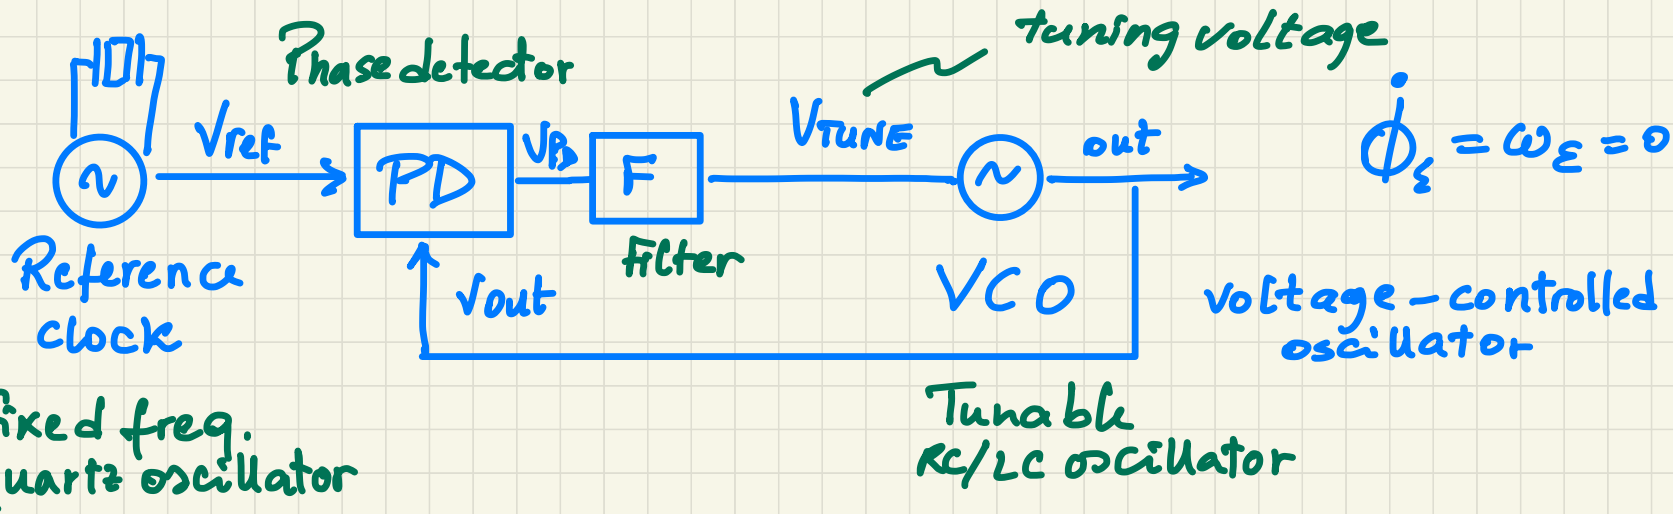 tuning voltage
Phase detector
Vref
VPD
VTUNE
out
ϕ̇ε = ωε = 0
~
PD
F
~
Reference
clock
Vout
Filter
VCO
voltage-controlled
oscillator
ixed freq.
uartz oscillator
Tunable
RC/LC oscillator